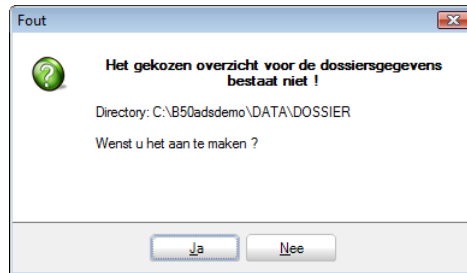 Fout
Het gekozen overzicht voor de dossiersgegevens
bestaat niet !
Directory: C:\B50adsdemo\DATA\DOSSIER
Wenst u het aan te maken ?
Ja
Nee